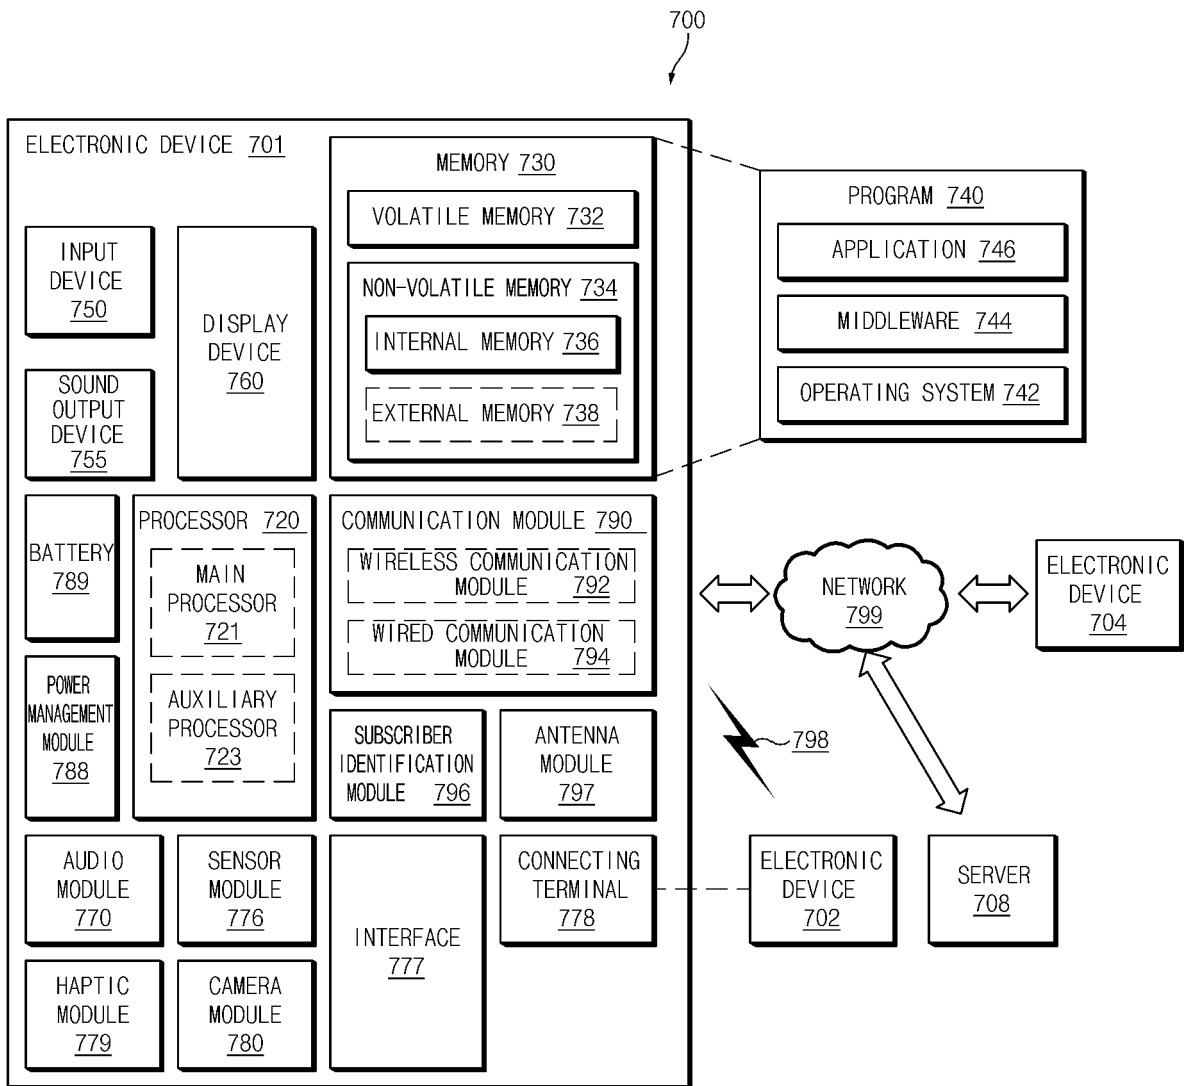 700
ELECTRONIC DEVICE 701
MEMORY 730
VOLATILE MEMORY 732
NON-VOLATILE MEMORY 734
INTERNAL MEMORY 736
EXTERNAL MEMORY 738
PROGRAM 740
APPLICATION 746
MIDDLEWARE 744
OPERATING SYSTEM 742
INPUT
DEVICE
750
DISPLAY
DEVICE
760
SOUND
OUTPUT
DEVICE
755
BATTERY
789
PROCESSOR 720
MAIN
PROCESSOR
721
AUXILIARY
PROCESSOR
723
COMMUNICATION MODULE 790
WIRELESS COMMUNICATION
MODULE 792
WIRED COMMUNICATION
MODULE 794
NETWORK
799
ELECTRONIC
DEVICE
704
POWER
MANAGEMENT
MODULE
788
SUBSCRIBER
IDENTIFICATION
MODULE 796
ANTENNA
MODULE
797
798
AUDIO
MODULE
770
SENSOR
MODULE
776
INTERFACE
777
CONNECTING
TERMINAL
778
ELECTRONIC
DEVICE
702
SERVER
708
HAPTIC
MODULE
779
CAMERA
MODULE
780